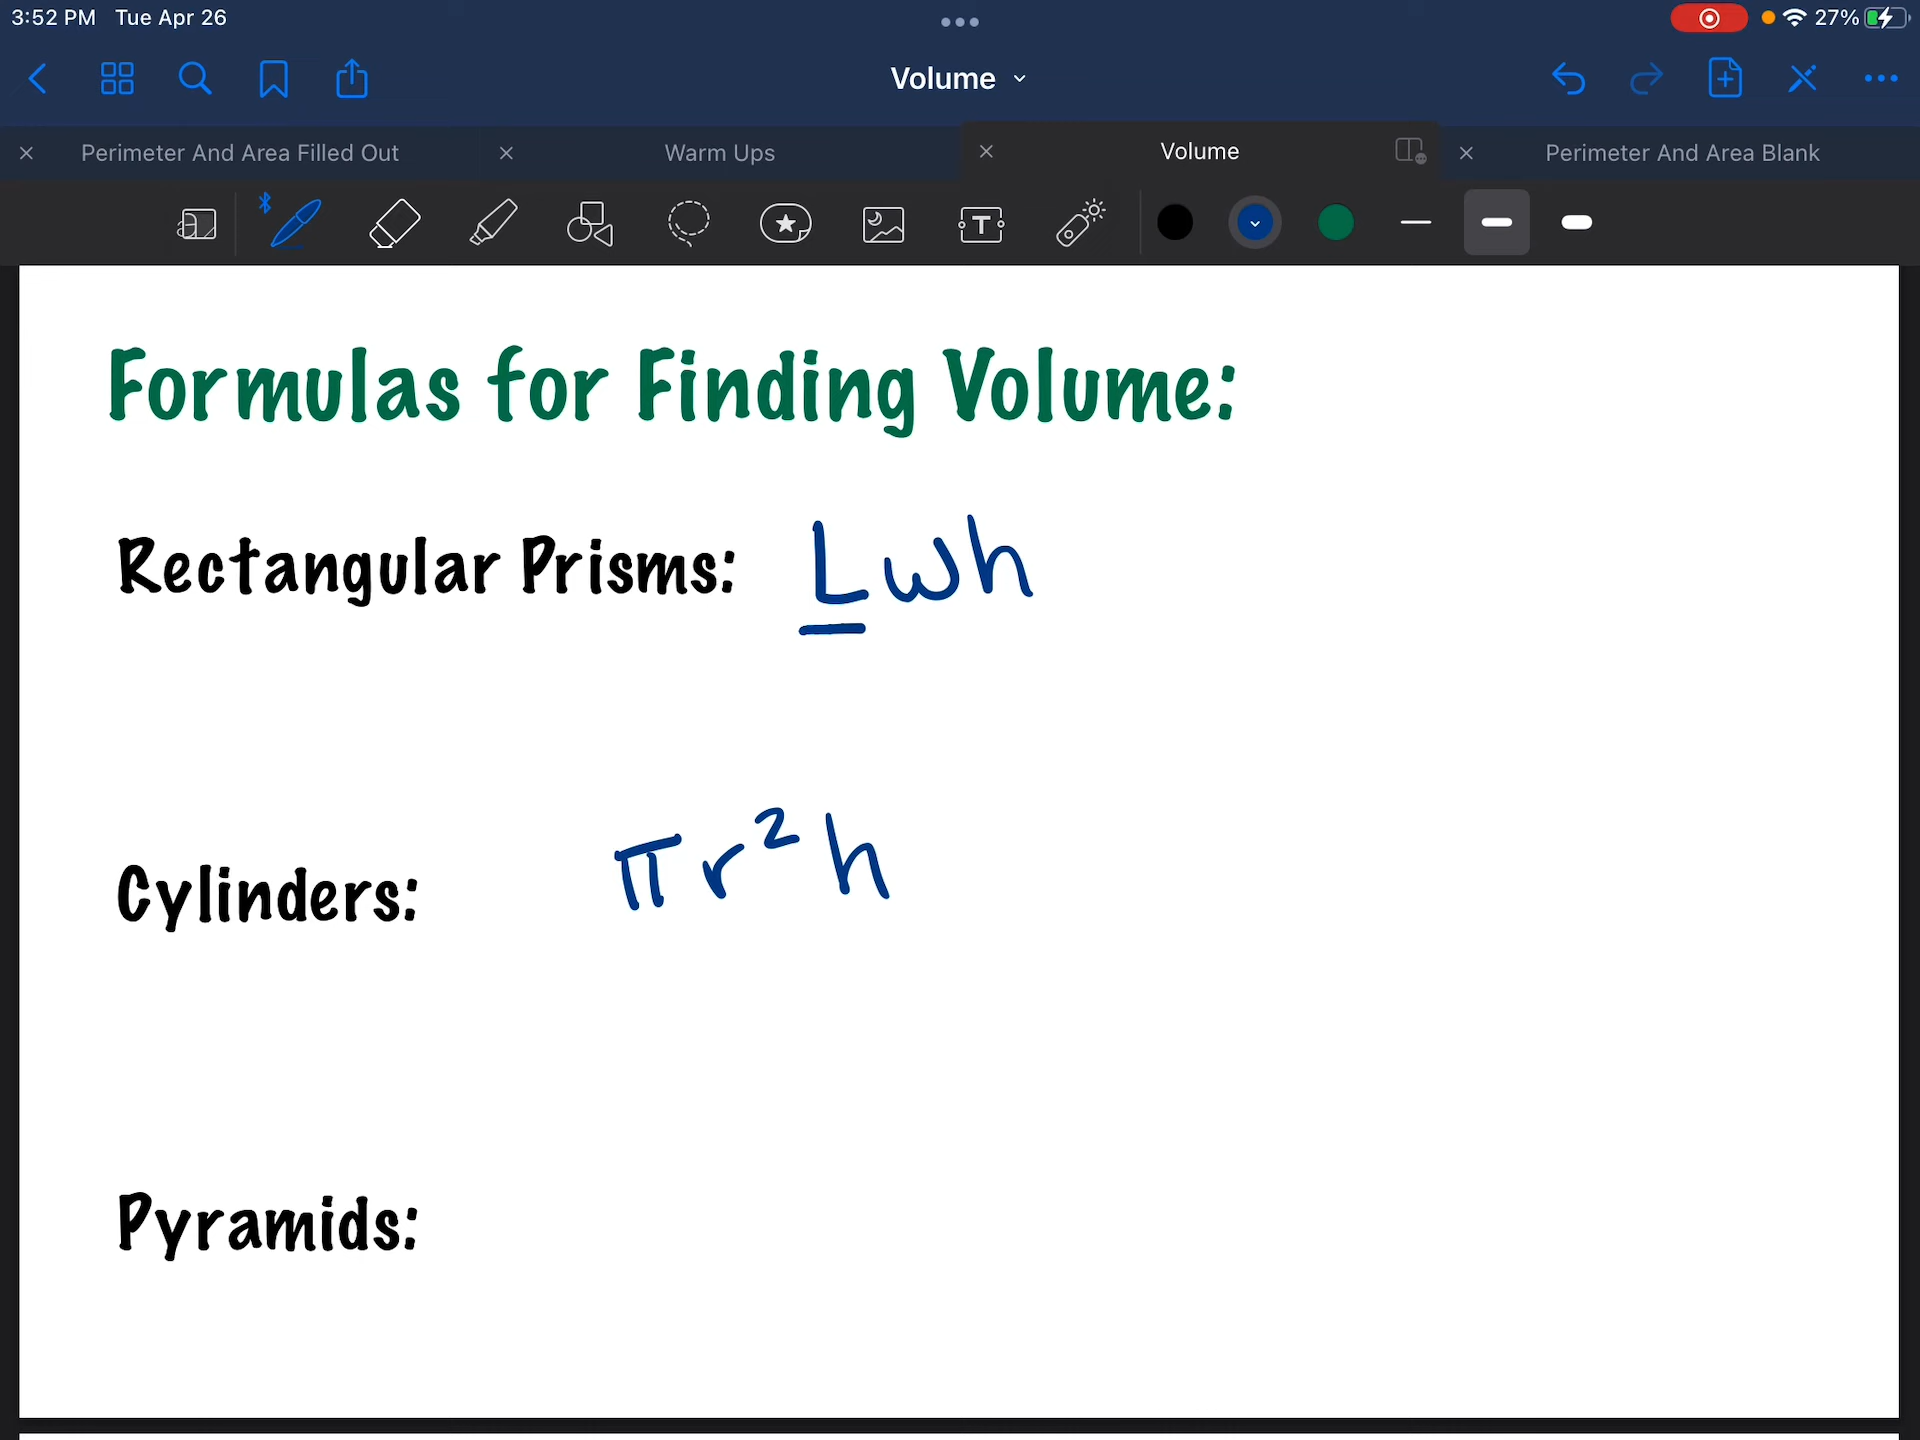 3:52 PM Tue Apr 26
27%
Volume
Perimeter And Area Filled Out
Warm Ups
Volume
Perimeter And Area Blank
Formulas for Finding Volume:
Rectangular Prisms: Lwh
Cylinders: πr²h
Pyramids: